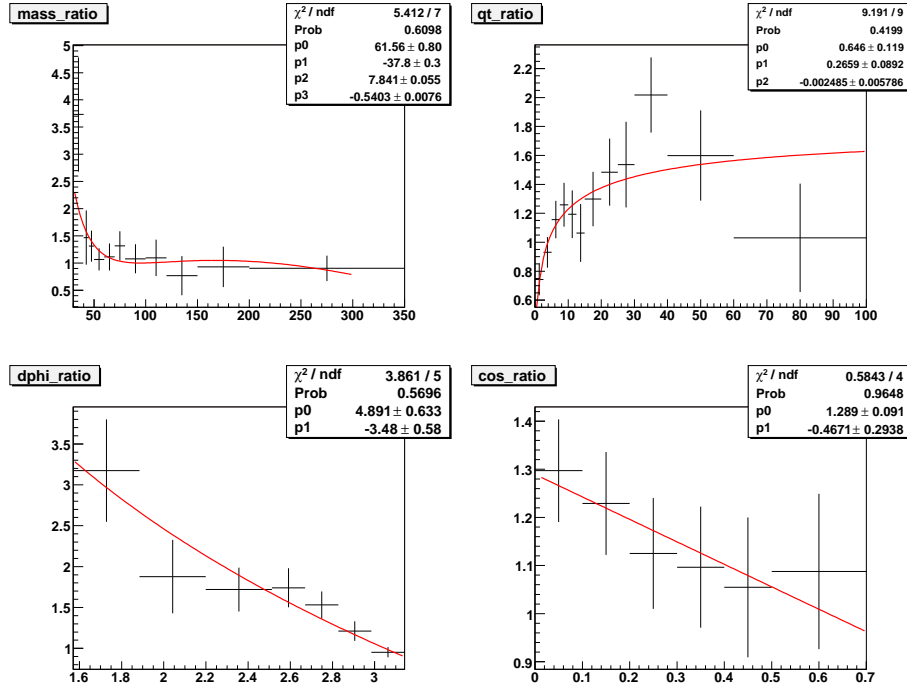 mass_ratio
χ² / ndf 5.412 / 7
Prob 0.6098
p0 61.56 ± 0.80
p1 -37.8 ± 0.3
p2 7.841 ± 0.055
p3 -0.5403 ± 0.0076
5
4.5
4
3.5
3
2.5
2
1.5
1
0.5
50 100 150 200 250 300 350
qt_ratio
χ² / ndf 9.191 / 9
Prob 0.4199
p0 0.646 ± 0.119
p1 0.2659 ± 0.0892
p2 -0.002485 ± 0.005786
2.2
2
1.8
1.6
1.4
1.2
1
0.8
0.6
0 10 20 30 40 50 60 70 80 90 100
dphi_ratio
χ² / ndf 3.861 / 5
Prob 0.5696
p0 4.891 ± 0.633
p1 -3.48 ± 0.58
3.5
3
2.5
2
1.5
1
1.6 1.8 2 2.2 2.4 2.6 2.8 3
cos_ratio
χ² / ndf 0.5843 / 4
Prob 0.9648
p0 1.289 ± 0.091
p1 -0.4671 ± 0.2938
1.4
1.3
1.2
1.1
1
0.9
0 0.1 0.2 0.3 0.4 0.5 0.6 0.7